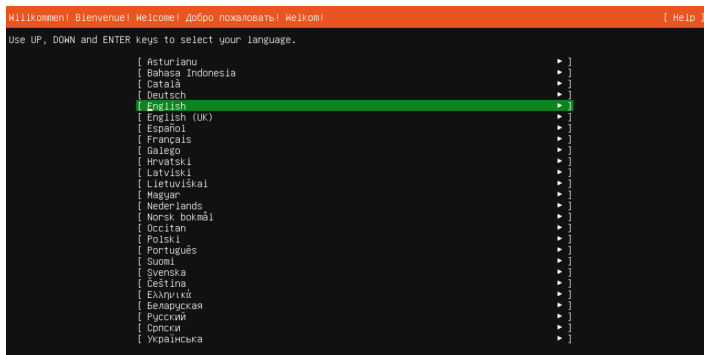 Willkommen! Bienvenue! Welcome! Добро пожаловать! Welkom! [ Help ]
Use UP, DOWN and ENTER keys to select your language.
[ Asturianu ► ]
[ Bahasa Indonesia ► ]
[ Català ► ]
[ Deutsch ► ]
[ English ► ]
[ English (UK) ► ]
[ Español ► ]
[ Français ► ]
[ Galego ► ]
[ Hrvatski ► ]
[ Latviski ► ]
[ Lietuviškai ► ]
[ Magyar ► ]
[ Nederlands ► ]
[ Norsk bokmål ► ]
[ Occitan ► ]
[ Polski ► ]
[ Português ► ]
[ Suomi ► ]
[ Svenska ► ]
[ Čeština ► ]
[ Ελληνικά ► ]
[ Беларуская ► ]
[ Русский ► ]
[ Српски ► ]
[ Українська ► ]